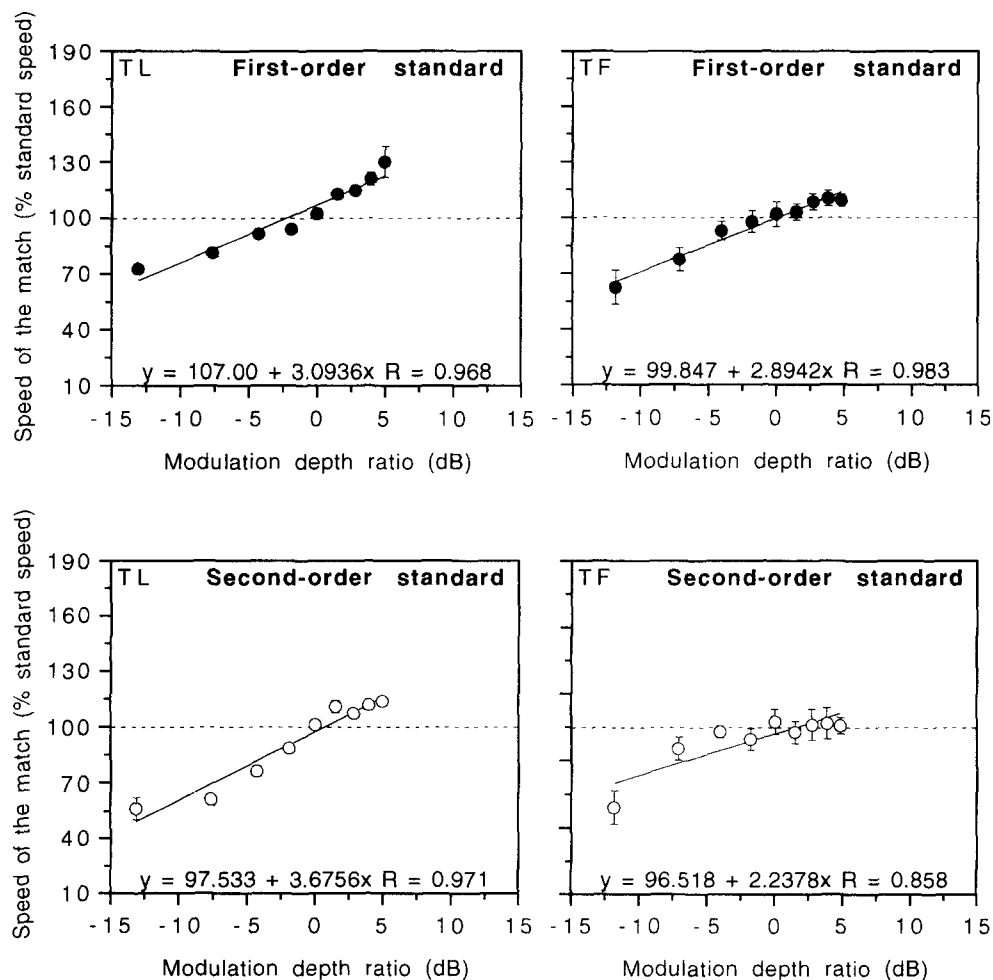 Speed of the match (% standard speed)
190
160
130
100
70
40
10
TL First-order standard
y = 107.00 + 3.0936x R = 0.968
-15 -10 -5 0 5 10 15
Modulation depth ratio (dB)
TF First-order standard
y = 99.847 + 2.8942x R = 0.983
-15 -10 -5 0 5 10 15
Modulation depth ratio (dB)
Speed of the match (% standard speed)
190
160
130
100
70
40
10
TL Second-order standard
y = 97.533 + 3.6756x R = 0.971
-15 -10 -5 0 5 10 15
Modulation depth ratio (dB)
TF Second-order standard
y = 96.518 + 2.2378x R = 0.858
-15 -10 -5 0 5 10 15
Modulation depth ratio (dB)